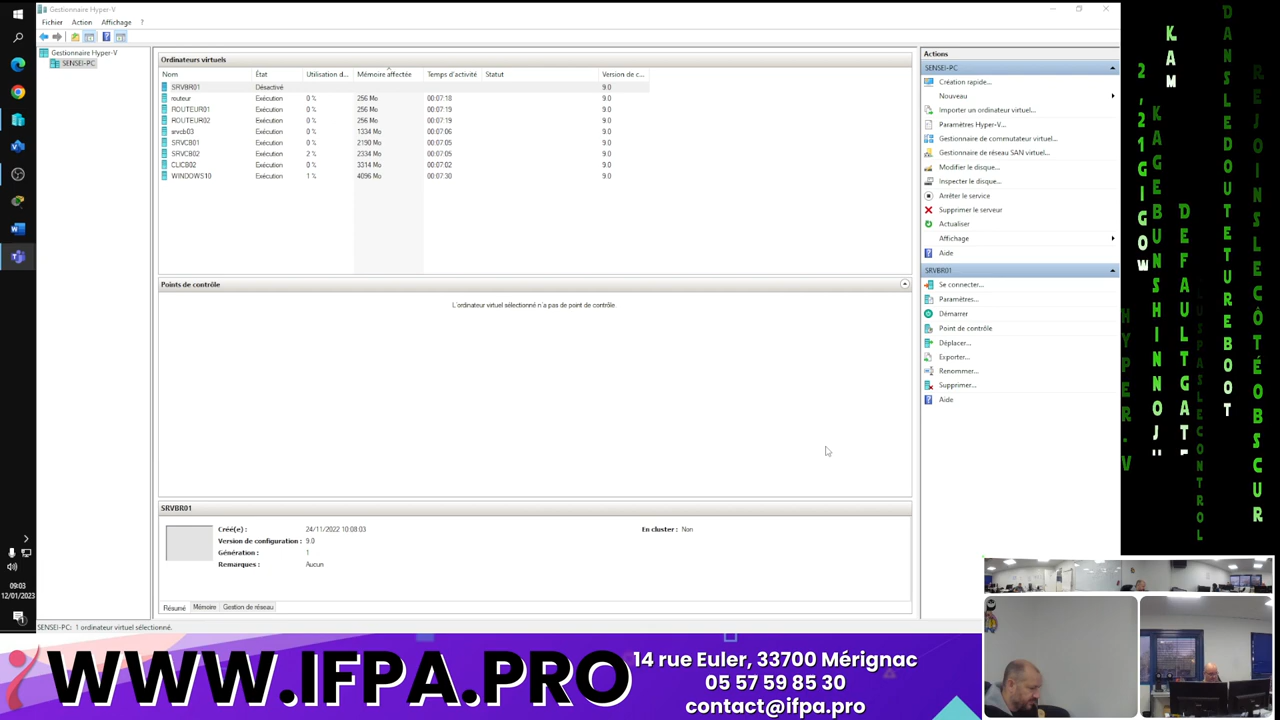 Gestionnaire Hyper-V
Fichier Action Affichage ?
Gestionnaire Hyper-V
SENSEI-PC
Ordinateurs virtuels
Nom État Utilisation d... Mémoire affectée Temps d'activité Statut Version de c...
SRVBR01 Désactivé 9.0
routeur Exécution 0 % 256 Mo 00:07:18 9.0
ROUTEUR01 Exécution 0 % 256 Mo 00:07:19 9.0
ROUTEUR02 Exécution 0 % 256 Mo 00:07:19 9.0
srvcb03 Exécution 0 % 1334 Mo 00:07:06 9.0
SRVCB01 Exécution 0 % 2190 Mo 00:07:05 9.0
SRVCB02 Exécution 2 % 2334 Mo 00:07:05 9.0
CLICB02 Exécution 0 % 3314 Mo 00:07:02 9.0
WINDOWS10 Exécution 1 % 4096 Mo 00:07:30 9.0
Points de contrôle
L'ordinateur virtuel sélectionné n'a pas de point de contrôle
SRVBR01
Créé(e) : 24/11/2022 10:08:03 En cluster : Non
Version de configuration : 9.0
Génération : 1
Remarques : Aucun
Résumé Mémoire Gestion de réseau
SENSEI-PC: 1 ordinateur virtuel sélectionné.
Actions
SENSEI-PC
Création rapide...
Nouveau
Importer un ordinateur virtuel...
Paramètres Hyper-V...
Gestionnaire de commutateur virtuel...
Gestionnaire de réseau SAN virtuel...
Modifier le disque...
Inspecter le disque...
Arrêter le service
Supprimer le serveur
Actualiser
Affichage
Aide
SRVBR01
Se connecter...
Paramètres...
Démarrer
Point de contrôle
Déplacer...
Exporter...
Renommer...
Supprimer...
Aide
09:03
12/01/2023
HYPER-V
2,21GIGOW
KAGEBUNSHINNOJU
KAM
DEFAULTGATE
DANSLEDOUTEREBOOT
REJOINSLECÔTÉOBSCUR
WWW.IFPA.PRO
14 rue Euler, 33700 Mérignac
05 57 59 85 30
contact@ifpa.pro